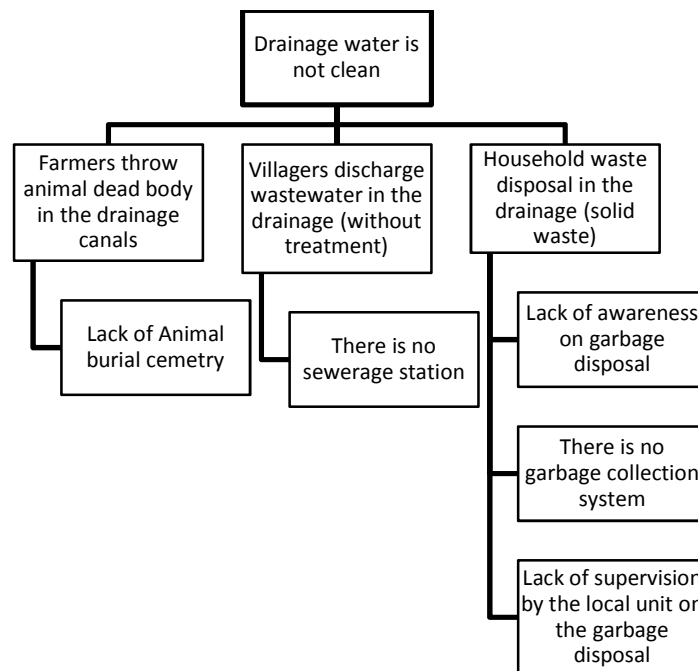 Drainage water is
not clean
Farmers throw
animal dead body
in the drainage
canals
Villagers discharge
wastewater in the
drainage (without
treatment)
Household waste
disposal in the
drainage (solid
waste)
Lack of Animal
burial cemetry
There is no
sewerage station
Lack of awareness
on garbage
disposal
There is no
garbage collection
system
Lack of supervision
by the local unit on
the garbage
disposal